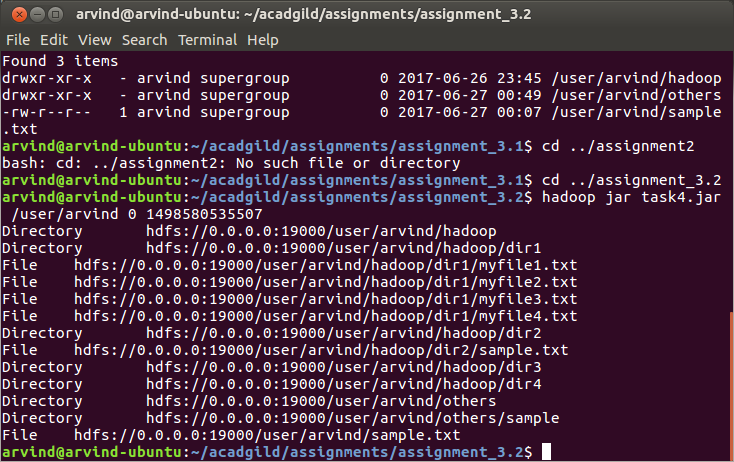 arvind@arvind-ubuntu: ~/acadgild/assignments/assignment_3.2
File Edit View Search Terminal Help
Found 3 items
drwxr-xr-x   - arvind supergroup          0 2017-06-26 23:45 /user/arvind/hadoop
drwxr-xr-x   - arvind supergroup          0 2017-06-27 00:49 /user/arvind/others
-rw-r--r--   1 arvind supergroup          0 2017-06-27 00:07 /user/arvind/sample
.txt
arvind@arvind-ubuntu:~/acadgild/assignments/assignment_3.1$ cd ../assignment2
bash: cd: ../assignment2: No such file or directory
arvind@arvind-ubuntu:~/acadgild/assignments/assignment_3.1$ cd ../assignment_3.2
arvind@arvind-ubuntu:~/acadgild/assignments/assignment_3.2$ hadoop jar task4.jar
 /user/arvind 0 1498580535507
Directory       hdfs://0.0.0.0:19000/user/arvind/hadoop
Directory       hdfs://0.0.0.0:19000/user/arvind/hadoop/dir1
File    hdfs://0.0.0.0:19000/user/arvind/hadoop/dir1/myfile1.txt
File    hdfs://0.0.0.0:19000/user/arvind/hadoop/dir1/myfile2.txt
File    hdfs://0.0.0.0:19000/user/arvind/hadoop/dir1/myfile3.txt
File    hdfs://0.0.0.0:19000/user/arvind/hadoop/dir1/myfile4.txt
Directory       hdfs://0.0.0.0:19000/user/arvind/hadoop/dir2
File    hdfs://0.0.0.0:19000/user/arvind/hadoop/dir2/sample.txt
Directory       hdfs://0.0.0.0:19000/user/arvind/hadoop/dir3
Directory       hdfs://0.0.0.0:19000/user/arvind/hadoop/dir4
Directory       hdfs://0.0.0.0:19000/user/arvind/others
Directory       hdfs://0.0.0.0:19000/user/arvind/others/sample
File    hdfs://0.0.0.0:19000/user/arvind/sample.txt
arvind@arvind-ubuntu:~/acadgild/assignments/assignment_3.2$